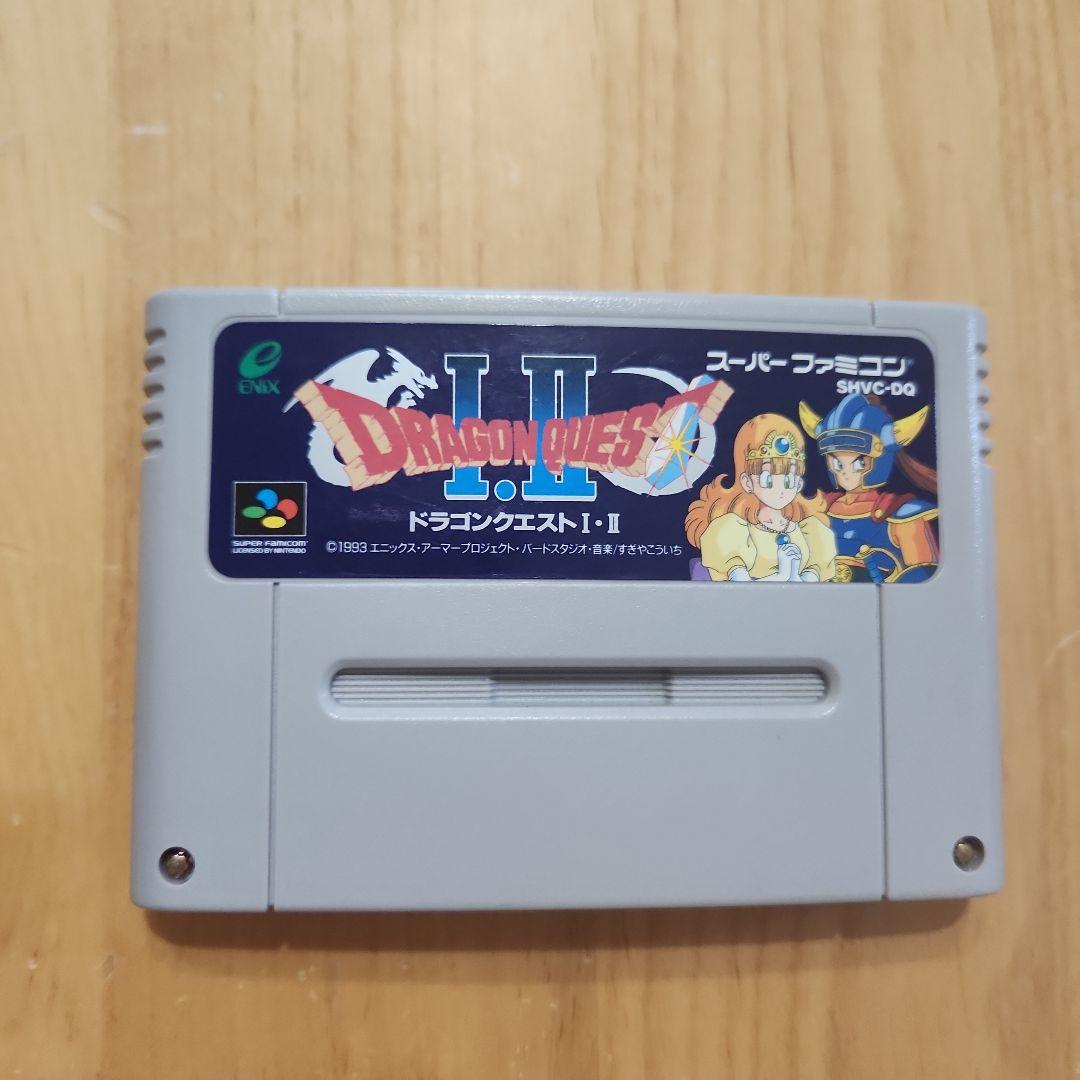 ENIX
I.II
DRAGON QUEST
ドラゴンクエストI・II
スーパーファミコン
SHVC-DQ
SUPER FAMICOM
LICENSED BY NINTENDO
©1993 エニックス・アーマープロジェクト・バードスタジオ・音楽/すぎやこういち